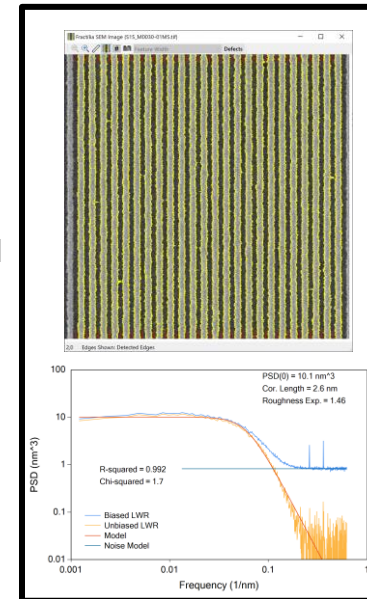 Fractilia SEM Image (G15_M0030-01MS.tif)
Feature Width
Defects
2,0 Edges Shown: Detected Edges
PSD(0) = 10.1 nm^3
Cor. Length = 2.6 nm
Roughness Exp. = 1.46
100
10
1
0.1
0.01
PSD (nm^3)
R-squared = 0.992
Chi-squared = 1.7
Biased LWR
Unbiased LWR
Model
Noise Model
0.001 0.01 0.1 1
Frequency (1/nm)